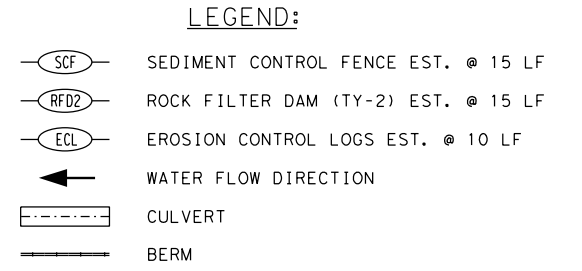 LEGEND:
SCF SEDIMENT CONTROL FENCE EST. @ 15 LF
RFD2 ROCK FILTER DAM (TY-2) EST. @ 15 LF
ECL EROSION CONTROL LOGS EST. @ 10 LF
WATER FLOW DIRECTION
CULVERT
BERM